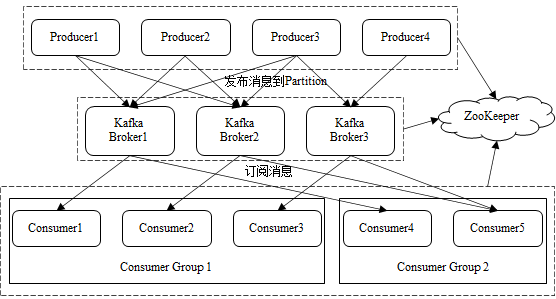 Producer1 Producer2 Producer3 Producer4
发布消息到Partition
Kafka Kafka Kafka
Broker1 Broker2 Broker3
ZooKeeper
订阅消息
Consumer1 Consumer2 Consumer3 Consumer4 Consumer5
Consumer Group 1 Consumer Group 2